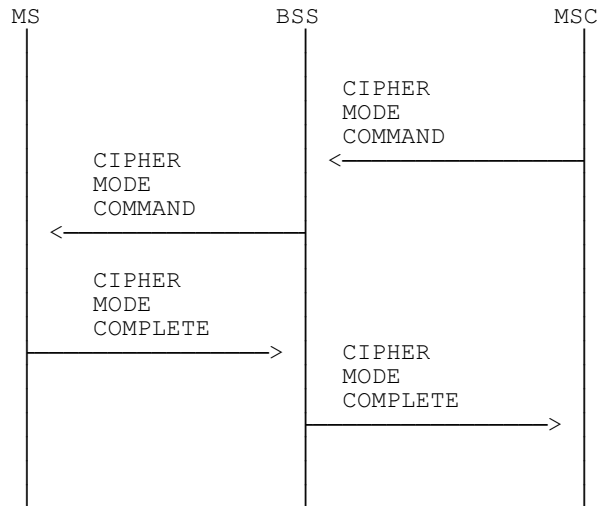 MS BSS MSC
CIPHER
MODE
COMMAND
CIPHER
MODE
COMMAND
CIPHER
MODE
COMPLETE
CIPHER
MODE
COMPLETE